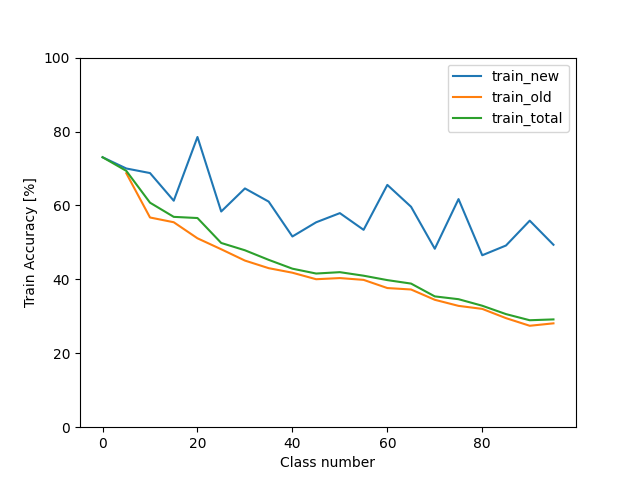 100
80
60
40
20
0
Train Accuracy [%]
train_new
train_old
train_total
0 20 40 60 80
Class number